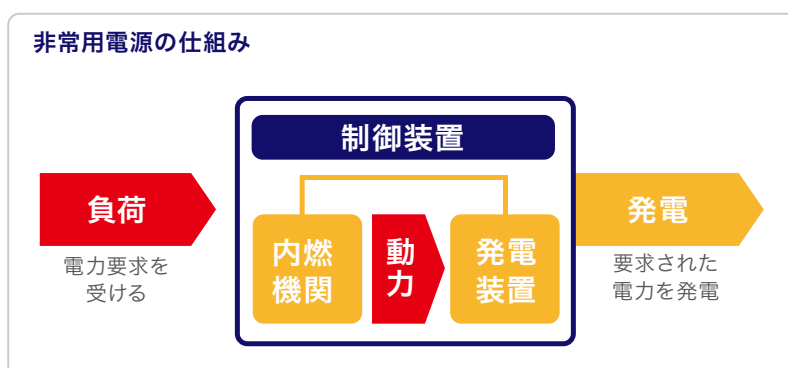 非常用電源の仕組み
制御装置
負荷
電力要求を
受ける
内燃
機関
動
力
発電
装置
発電
要求された
電力を発電